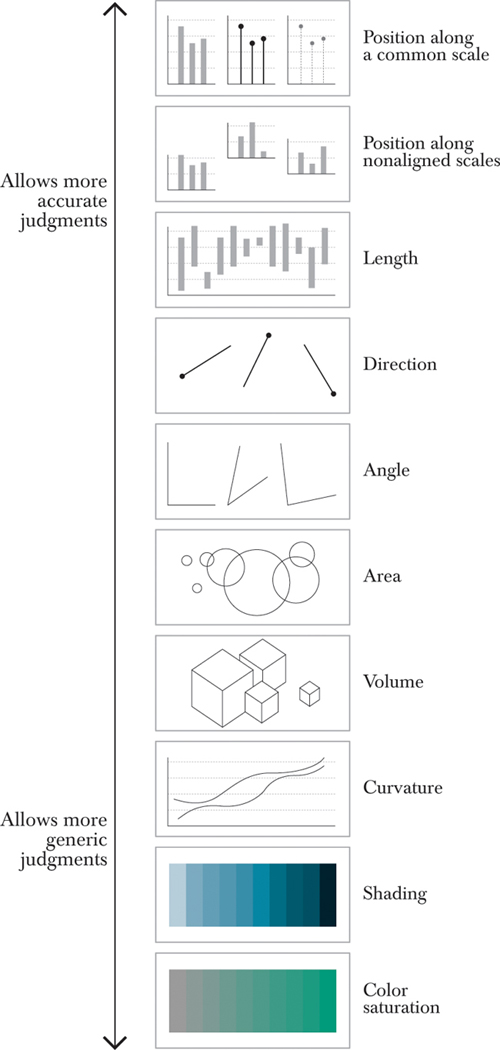 Position along
a common scale
Position along
nonaligned scales
Allows more
accurate
judgments
Length
Direction
Angle
Area
Volume
Curvature
Allows more
generic
judgments
Shading
Color
saturation